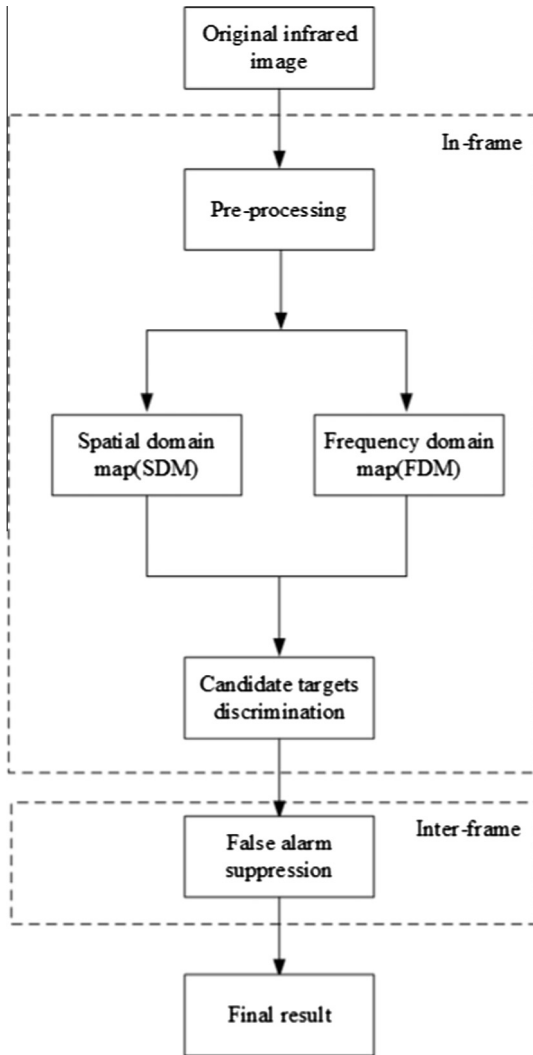 Original infrared
image
In-frame
Pre-processing
Spatial domain
map(SDM)
Frequency domain
map(FDM)
Candidate targets
discrimination
Inter-frame
False alarm
suppression
Final result